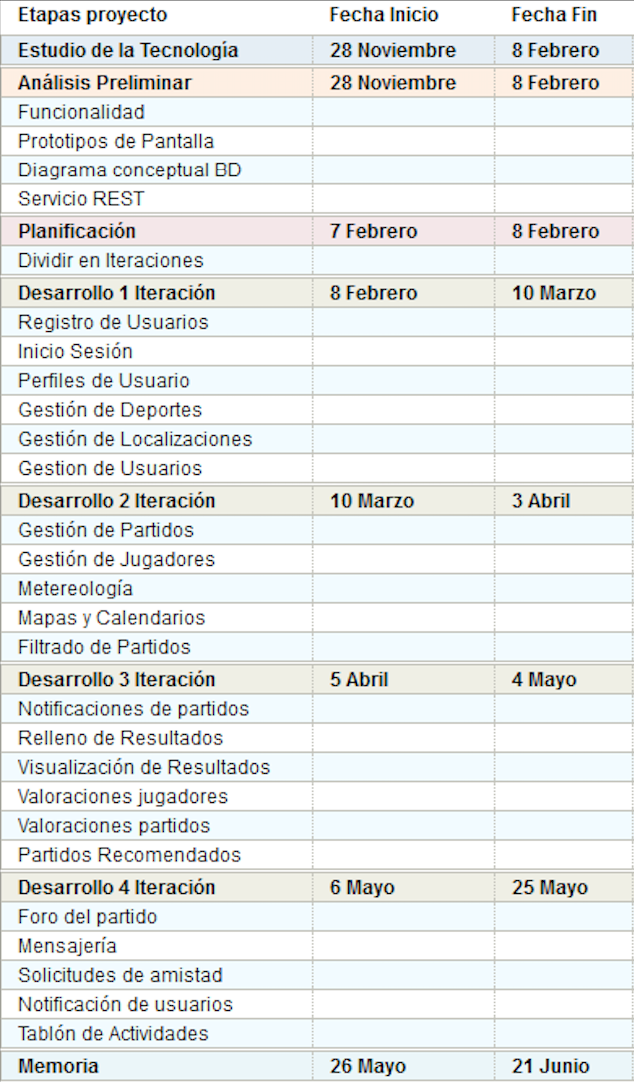 Etapas proyecto Fecha Inicio Fecha Fin
Estudio de la Tecnología 28 Noviembre 8 Febrero
Análisis Preliminar 28 Noviembre 8 Febrero
Funcionalidad
Prototipos de Pantalla
Diagrama conceptual BD
Servicio REST
Planificación 7 Febrero 8 Febrero
Dividir en Iteraciones
Desarrollo 1 Iteración 8 Febrero 10 Marzo
Registro de Usuarios
Inicio Sesión
Perfiles de Usuario
Gestión de Deportes
Gestión de Localizaciones
Gestion de Usuarios
Desarrollo 2 Iteración 10 Marzo 3 Abril
Gestión de Partidos
Gestión de Jugadores
Metereología
Mapas y Calendarios
Filtrado de Partidos
Desarrollo 3 Iteración 5 Abril 4 Mayo
Notificaciones de partidos
Relleno de Resultados
Visualización de Resultados
Valoraciones jugadores
Valoraciones partidos
Partidos Recomendados
Desarrollo 4 Iteración 6 Mayo 25 Mayo
Foro del partido
Mensajería
Solicitudes de amistad
Notificación de usuarios
Tablón de Actividades
Memoria 26 Mayo 21 Junio